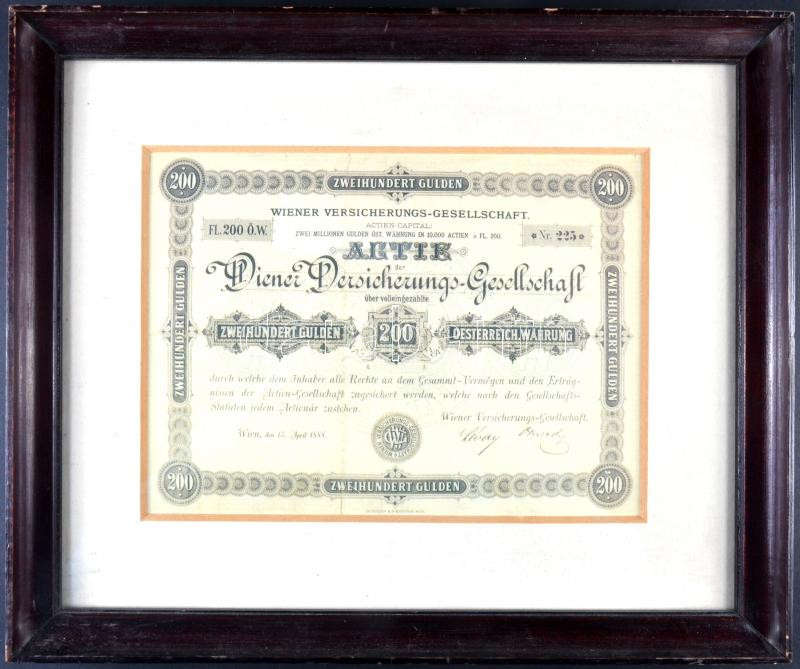 200 ZWEIHUNDERT GULDEN 200
WIENER VERSICHERUNGS-GESELLSCHAFT.
ACTIEN-CAPITAL:
ZWEI MILLIONEN GULDEN ÖST. WÄHRUNG IN 10.000 ACTIEN à FL. 200.
FL. 200 Ö.W.
Nr. 225
ACTIE
der
Wiener Versicherungs-Gesellschaft
über volleingezahlte
ZWEIHUNDERT GULDEN 200 OESTERREICH. WÄHRUNG
durch welche dem Inhaber alle Rechte an dem Gesammt-Vermögen und den Erträg-
nissen der Actien-Gesellschaft zugesichert werden, welche nach den Gesellschafts-
Statuten jedem Actionär zustehen.
Wiener Versicherungs-Gesellschaft.
Wien, den 15. April 1888.
ZWEIHUNDERT GULDEN
ZWEIHUNDERT GULDEN
200 ZWEIHUNDERT GULDEN 200